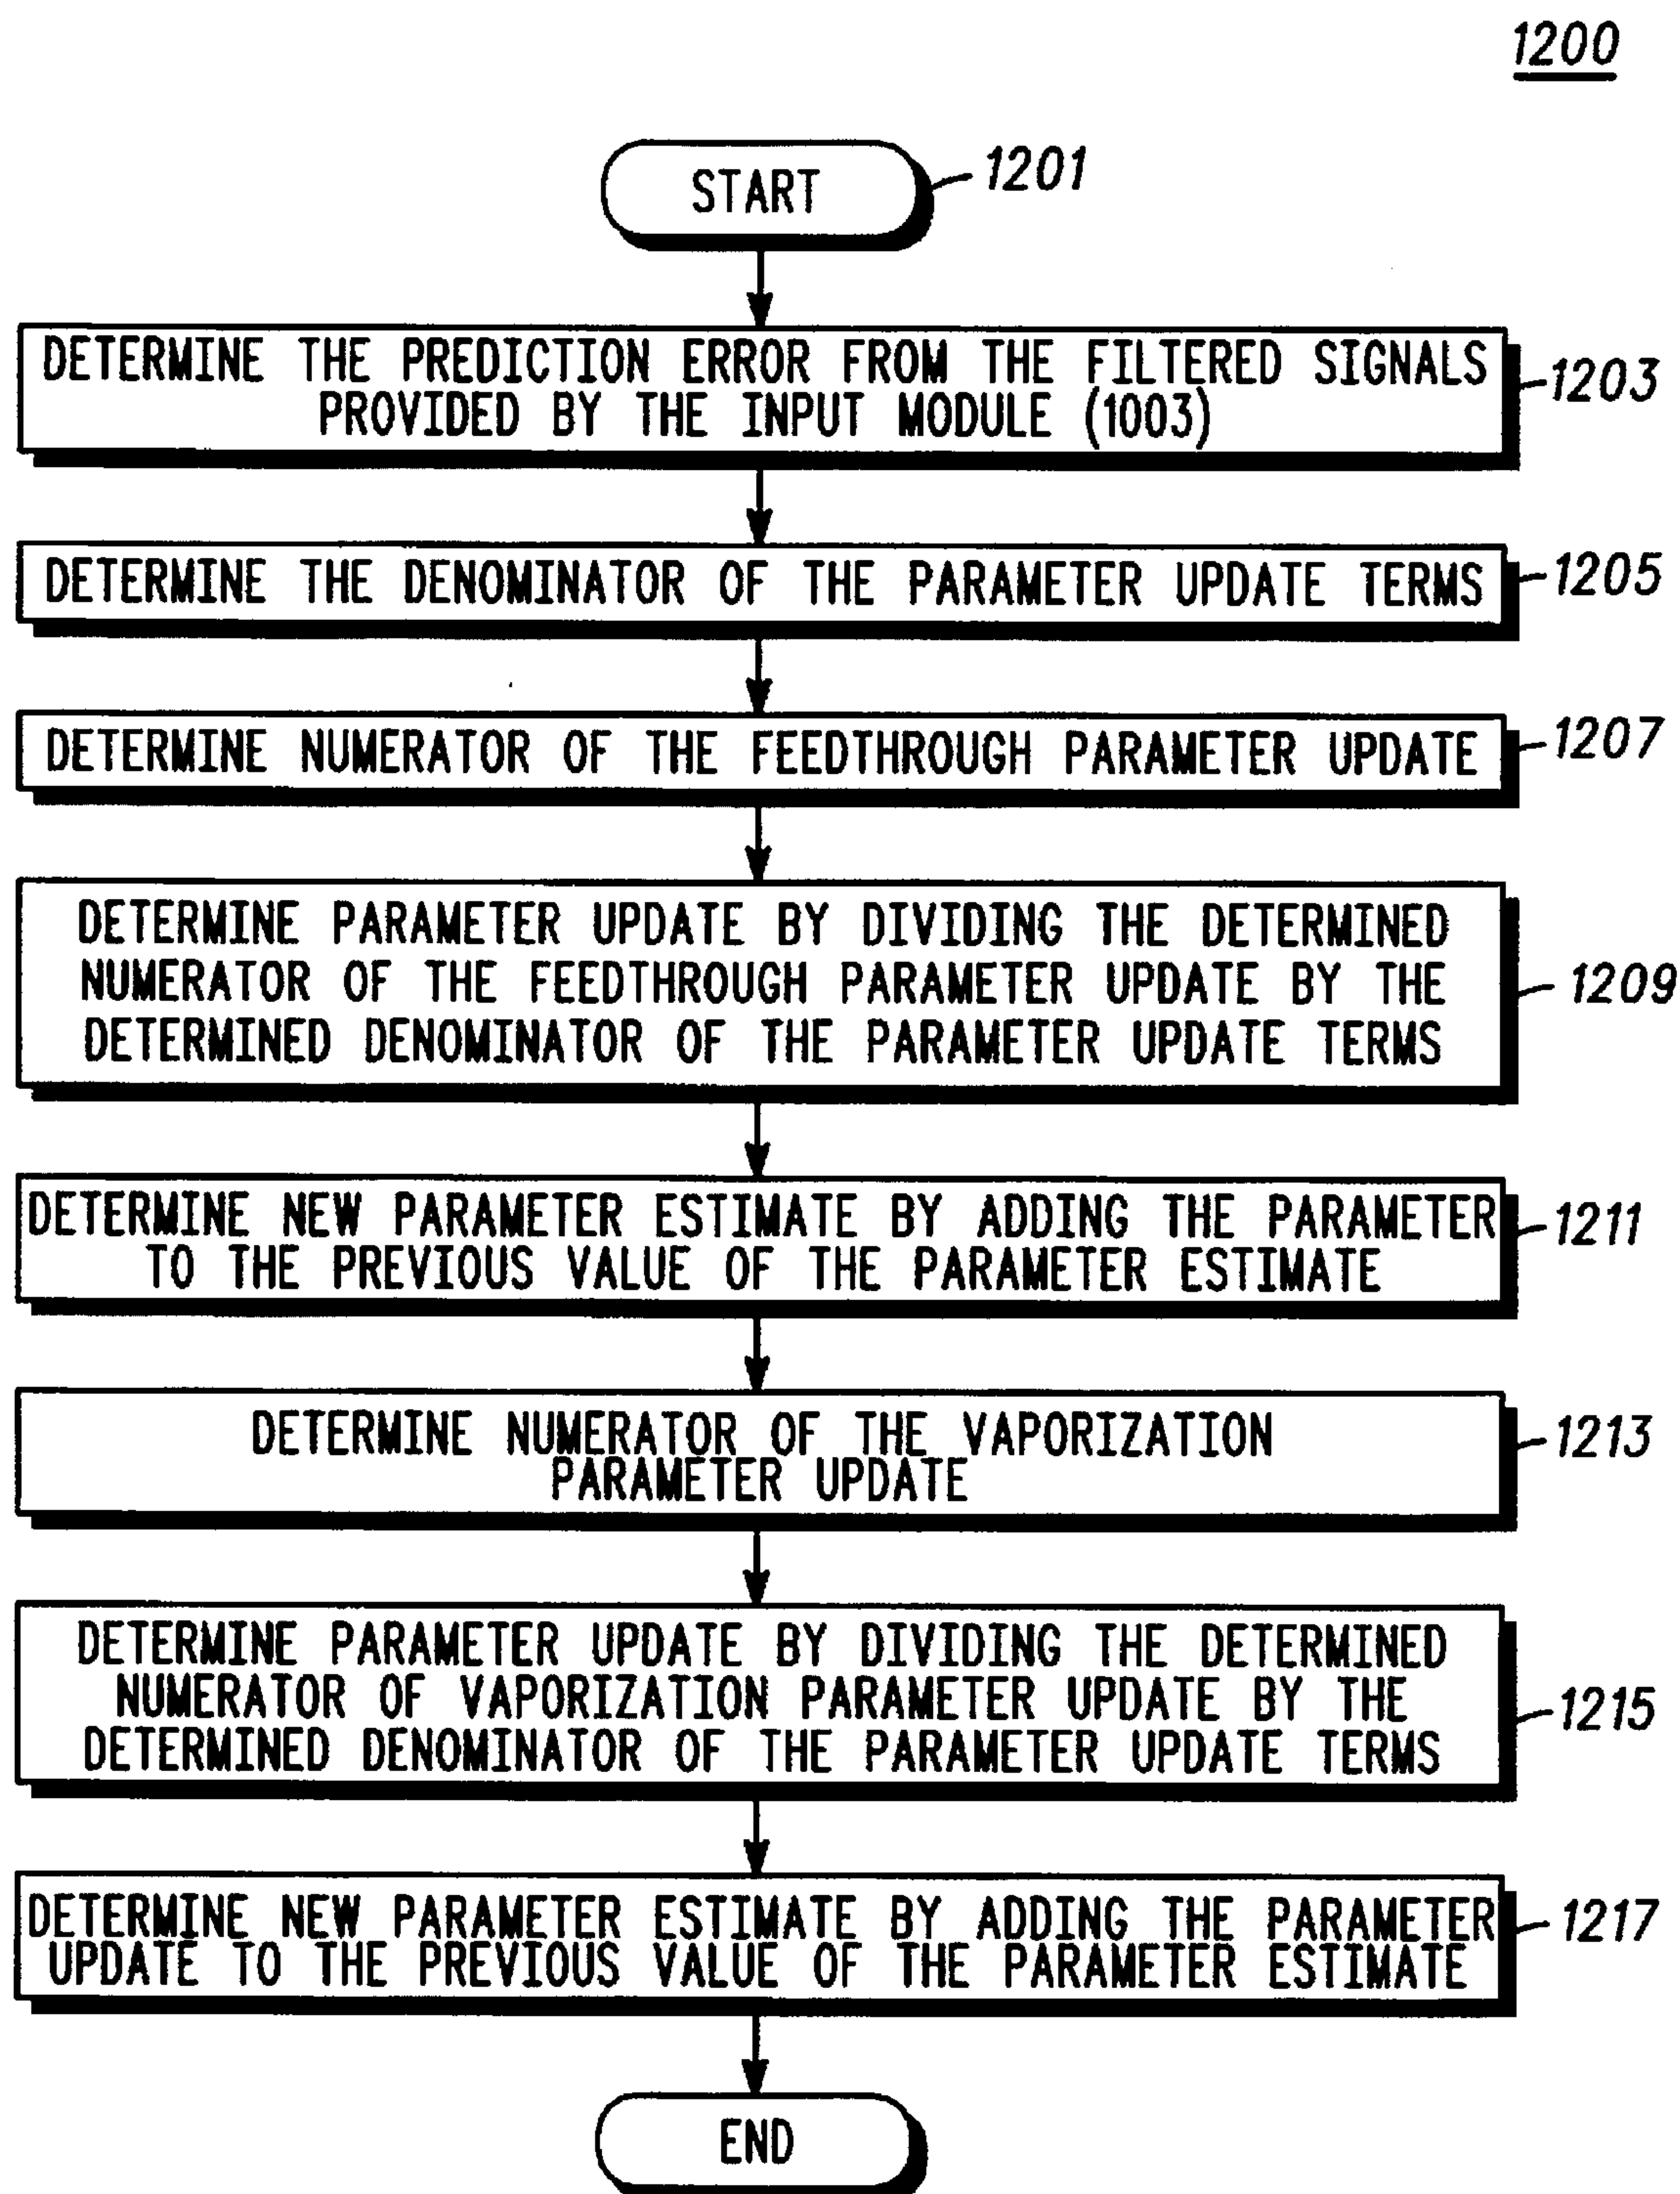 1200
START
1201
DETERMINE THE PREDICTION ERROR FROM THE FILTERED SIGNALS
PROVIDED BY THE INPUT MODULE (1003)
1203
DETERMINE THE DENOMINATOR OF THE PARAMETER UPDATE TERMS
1205
DETERMINE NUMERATOR OF THE FEEDTHROUGH PARAMETER UPDATE
1207
DETERMINE PARAMETER UPDATE BY DIVIDING THE DETERMINED
NUMERATOR OF THE FEEDTHROUGH PARAMETER UPDATE BY THE
DETERMINED DENOMINATOR OF THE PARAMETER UPDATE TERMS
1209
DETERMINE NEW PARAMETER ESTIMATE BY ADDING THE PARAMETER
TO THE PREVIOUS VALUE OF THE PARAMETER ESTIMATE
1211
DETERMINE NUMERATOR OF THE VAPORIZATION
PARAMETER UPDATE
1213
DETERMINE PARAMETER UPDATE BY DIVIDING THE DETERMINED
NUMERATOR OF VAPORIZATION PARAMETER UPDATE BY THE
DETERMINED DENOMINATOR OF THE PARAMETER UPDATE TERMS
1215
DETERMINE NEW PARAMETER ESTIMATE BY ADDING THE PARAMETER
UPDATE TO THE PREVIOUS VALUE OF THE PARAMETER ESTIMATE
1217
END